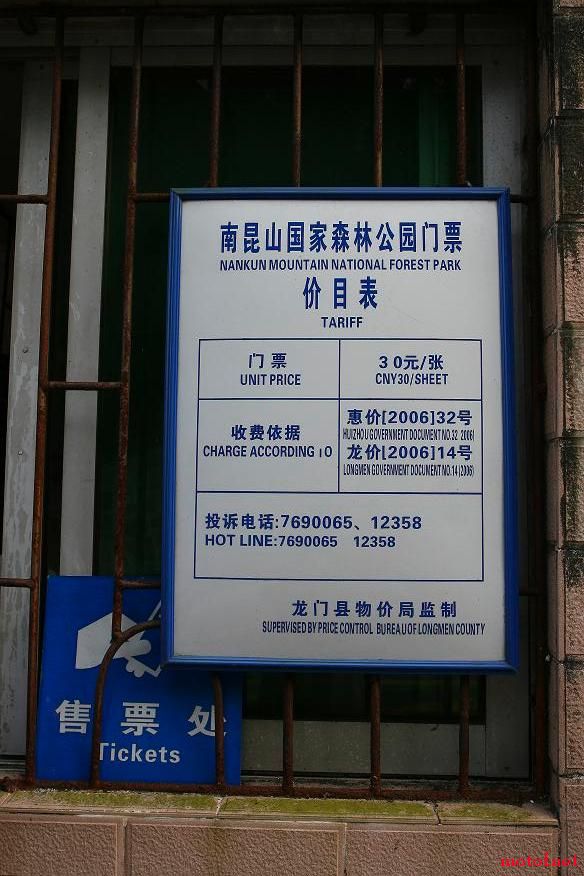 南昆山国家森林公园门票
NANKUN MOUNTAIN NATIONAL FOREST PARK
价目表
TARIFF
门票
UNIT PRICE
30元/张
CNY30/SHEET
收费依据
CHARGE ACCORDING IO
惠价[2006]32号
HUIZHOU GOVERNMENT DOCUMENT NO.32 (2006)
龙价[2006]14号
LONGMEN GOVERNMENT DOCUMENT NO.14 (2006)
投诉电话:7690065、12358
HOT LINE:7690065 12358
龙门县物价局监制
SUPERVISED BY PRICE CONTROL BUREAU OF LONGMEN COUNTY
售票处
Tickets